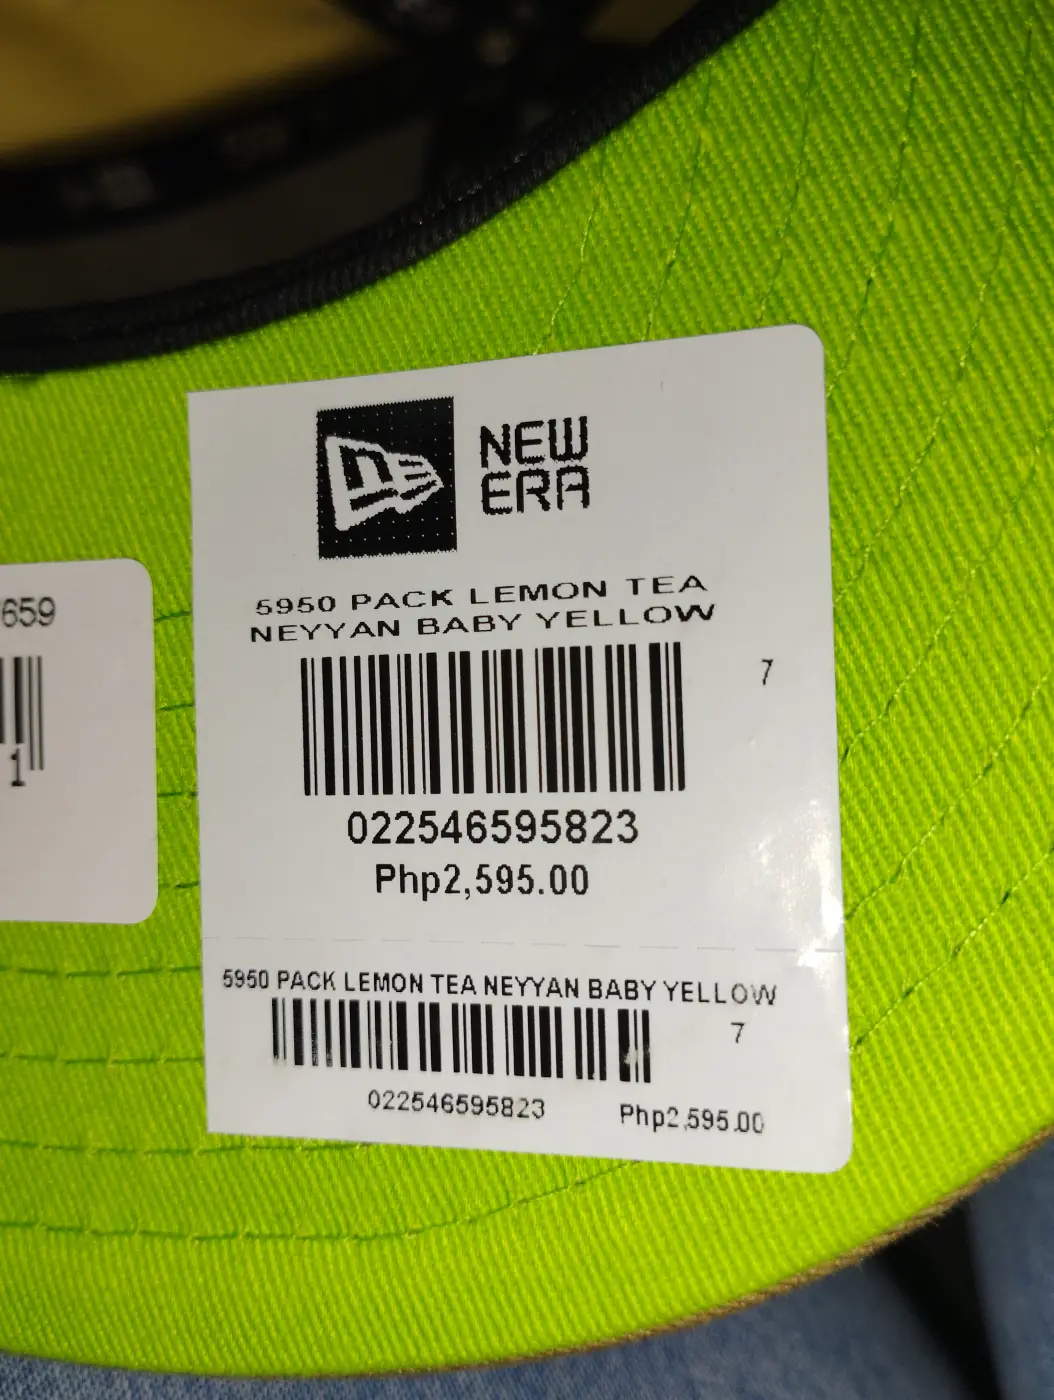 NEW
ERA
5950 PACK LEMON TEA
NEYYAN BABY YELLOW
7
022546595823
Php2,595.00
5950 PACK LEMON TEA NEYYAN BABY YELLOW
7
022546595823 Php2,595.00
659
1